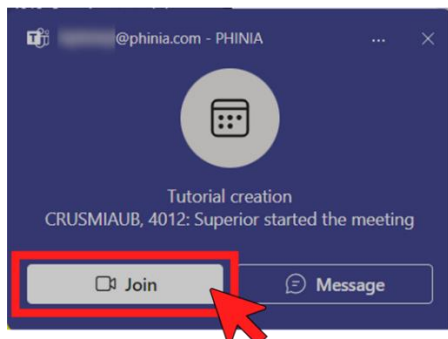 @phinia.com - PHINIA
Tutorial creation
CRUSMIAUB, 4012: Superior started the meeting
Join
Message